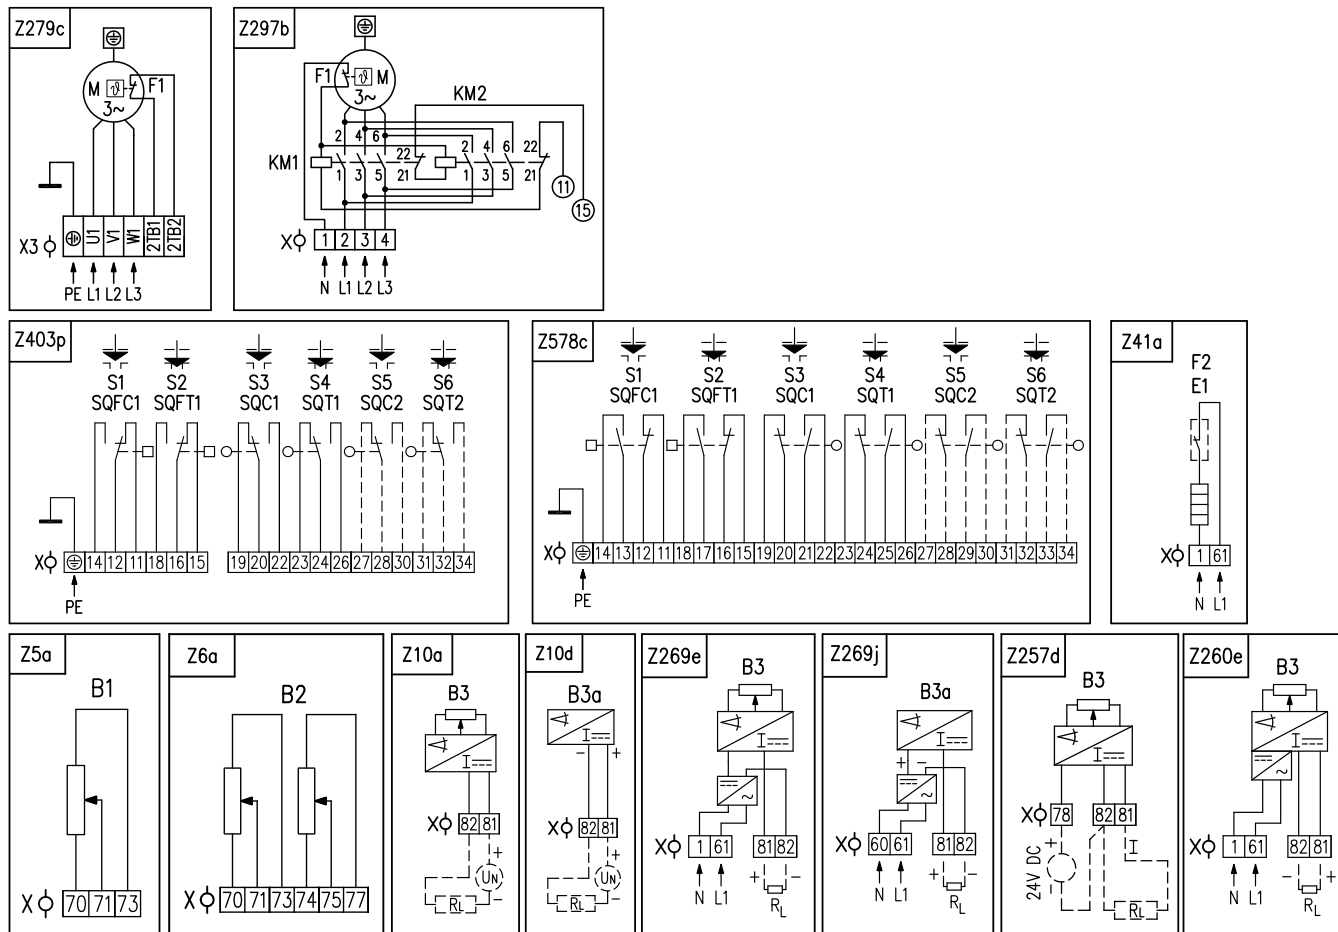 Z279c
M ϑ F1
3~
X3 U1 V1 W1 2TB1 2TB2
PE L1 L2 L3
Z297b
F1 ϑ M
3~
KM2
2 4 6
22
2 4 6 22
KM1
1 3 5 21
1 3 5 21
11
15
X 1 2 3 4
N L1 L2 L3
Z403p
S1 S2 S3 S4 S5 S6
SQFC1 SQFT1 SQC1 SQT1 SQC2 SQT2
X 14 12 11 18 16 15 19 20 22 23 24 26 27 28 30 31 32 34
PE
Z578c
S1 S2 S3 S4 S5 S6
SQFC1 SQFT1 SQC1 SQT1 SQC2 SQT2
X 14 13 12 11 18 17 16 15 19 20 21 22 23 24 25 26 27 28 29 30 31 32 33 34
PE
Z41a
F2
E1
X 1 61
N L1
Z5a
B1
X 70 71 73
Z6a
B2
X 70 71 73 74 75 77
Z10a
B3
I
X 82 81
+
UN
−
RL
Z10d
B3a
I
− +
X 82 81
+
UN
−
RL
Z269e
B3
I
~
X 1 61 81 82
N L1 + −
RL
Z269j
B3a
I
+ −
~
X 60 61 81 82
N L1 + −
RL
Z257d
B3
I
X 78 82 81
+ I
24V DC
−
RL
Z260e
B3
I
~
X 1 61 82 81
N L1 − +
RL